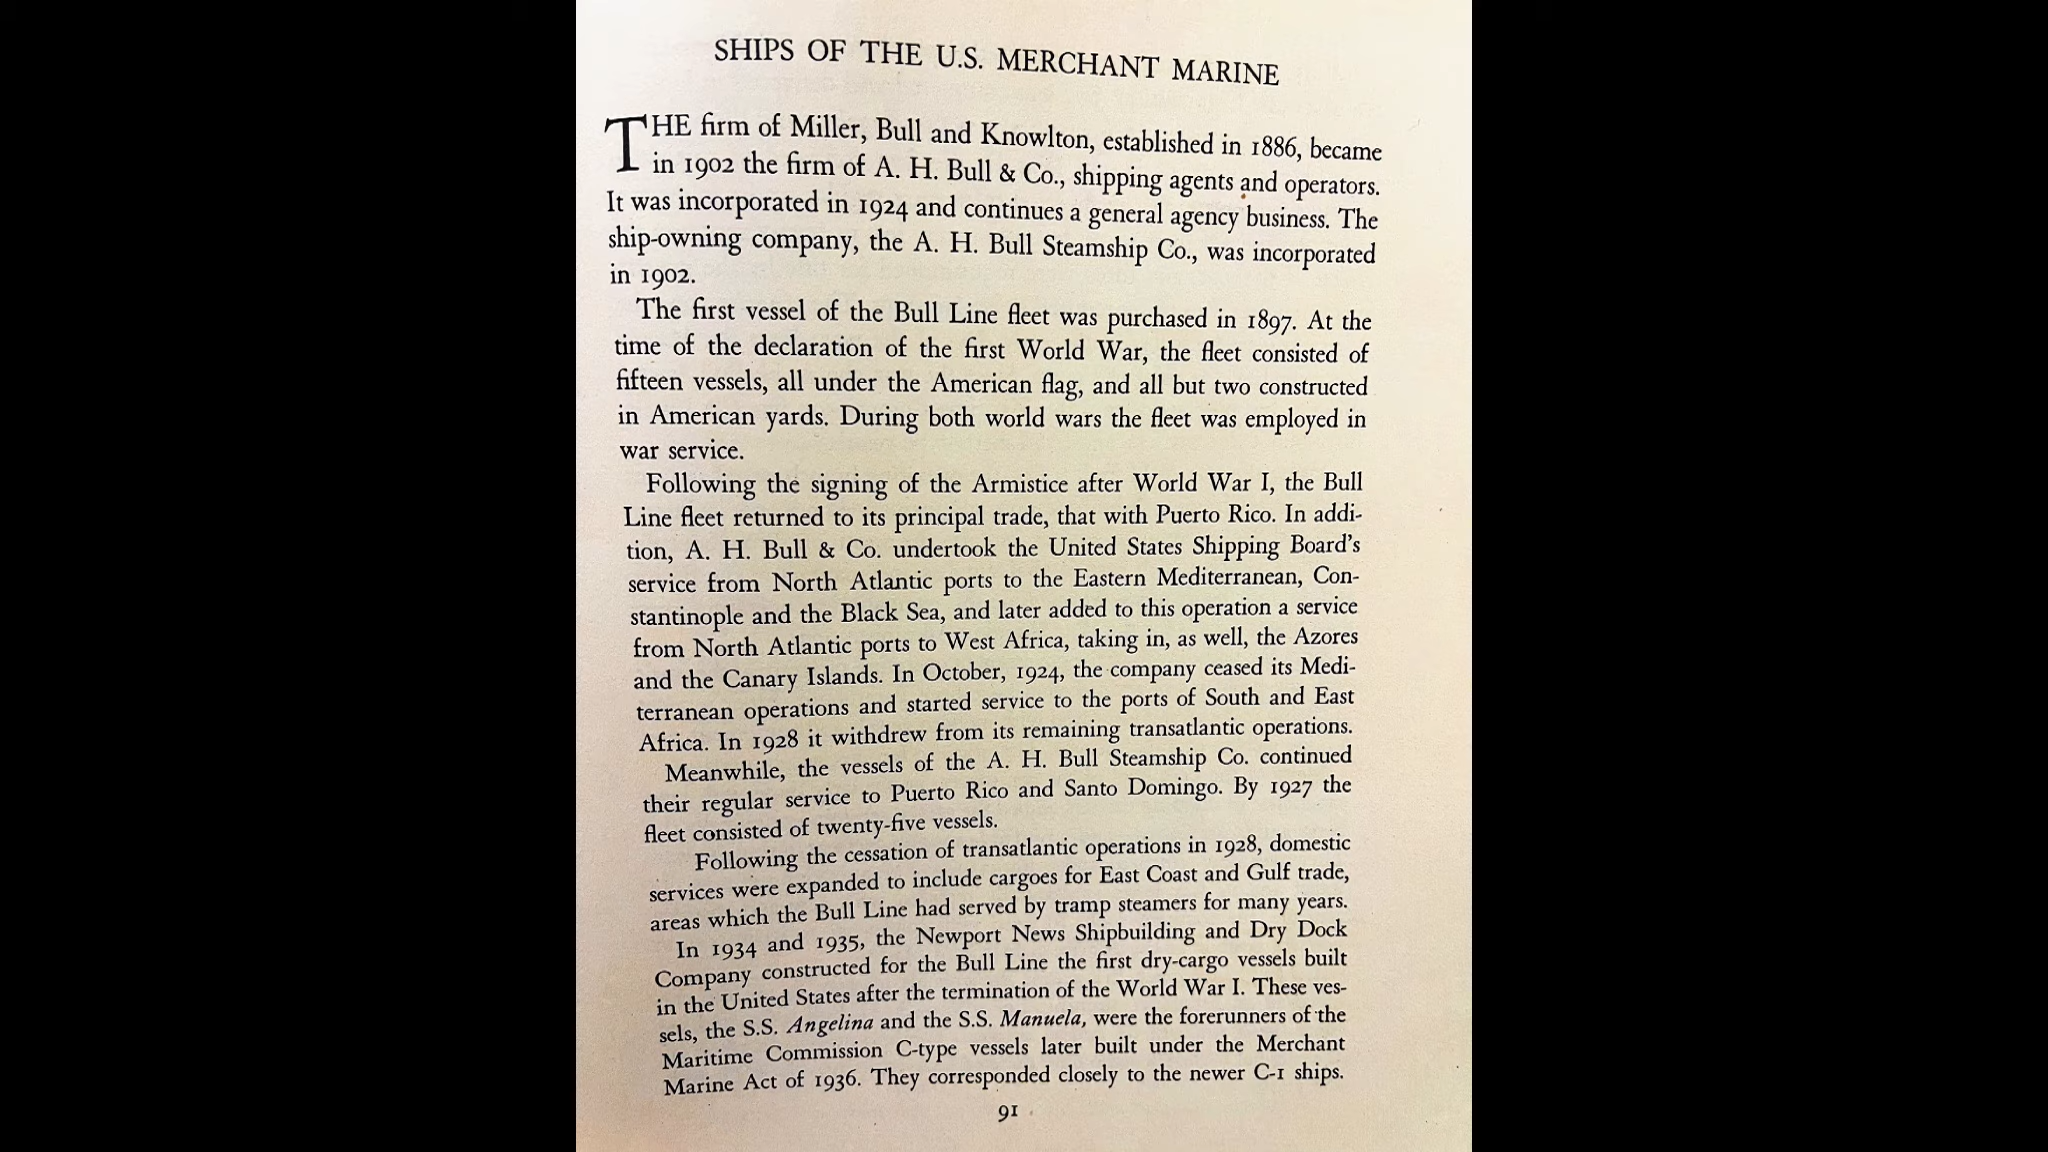 SHIPS OF THE U.S. MERCHANT MARINE
THE firm of Miller, Bull and Knowlton, established in 1886, became
in 1902 the firm of A. H. Bull & Co., shipping agents and operators.
It was incorporated in 1924 and continues a general agency business. The
ship-owning company, the A. H. Bull Steamship Co., was incorporated
in 1902.
The first vessel of the Bull Line fleet was purchased in 1897. At the
time of the declaration of the first World War, the fleet consisted of
fifteen vessels, all under the American flag, and all but two constructed
in American yards. During both world wars the fleet was employed in
war service.
Following the signing of the Armistice after World War I, the Bull
Line fleet returned to its principal trade, that with Puerto Rico. In addi-
tion, A. H. Bull & Co. undertook the United States Shipping Board's
service from North Atlantic ports to the Eastern Mediterranean, Con-
stantinople and the Black Sea, and later added to this operation a service
from North Atlantic ports to West Africa, taking in, as well, the Azores
and the Canary Islands. In October, 1924, the company ceased its Medi-
terranean operations and started service to the ports of South and East
Africa. In 1928 it withdrew from its remaining transatlantic operations.
Meanwhile, the vessels of the A. H. Bull Steamship Co. continued
their regular service to Puerto Rico and Santo Domingo. By 1927 the
fleet consisted of twenty-five vessels.
Following the cessation of transatlantic operations in 1928, domestic
services were expanded to include cargoes for East Coast and Gulf trade,
areas which the Bull Line had served by tramp steamers for many years.
In 1934 and 1935, the Newport News Shipbuilding and Dry Dock
Company constructed for the Bull Line the first dry-cargo vessels built
in the United States after the termination of the World War I. These ves-
sels, the S.S. Angelina and the S.S. Manuela, were the forerunners of the
Maritime Commission C-type vessels later built under the Merchant
Marine Act of 1936. They corresponded closely to the newer C-1 ships.
91